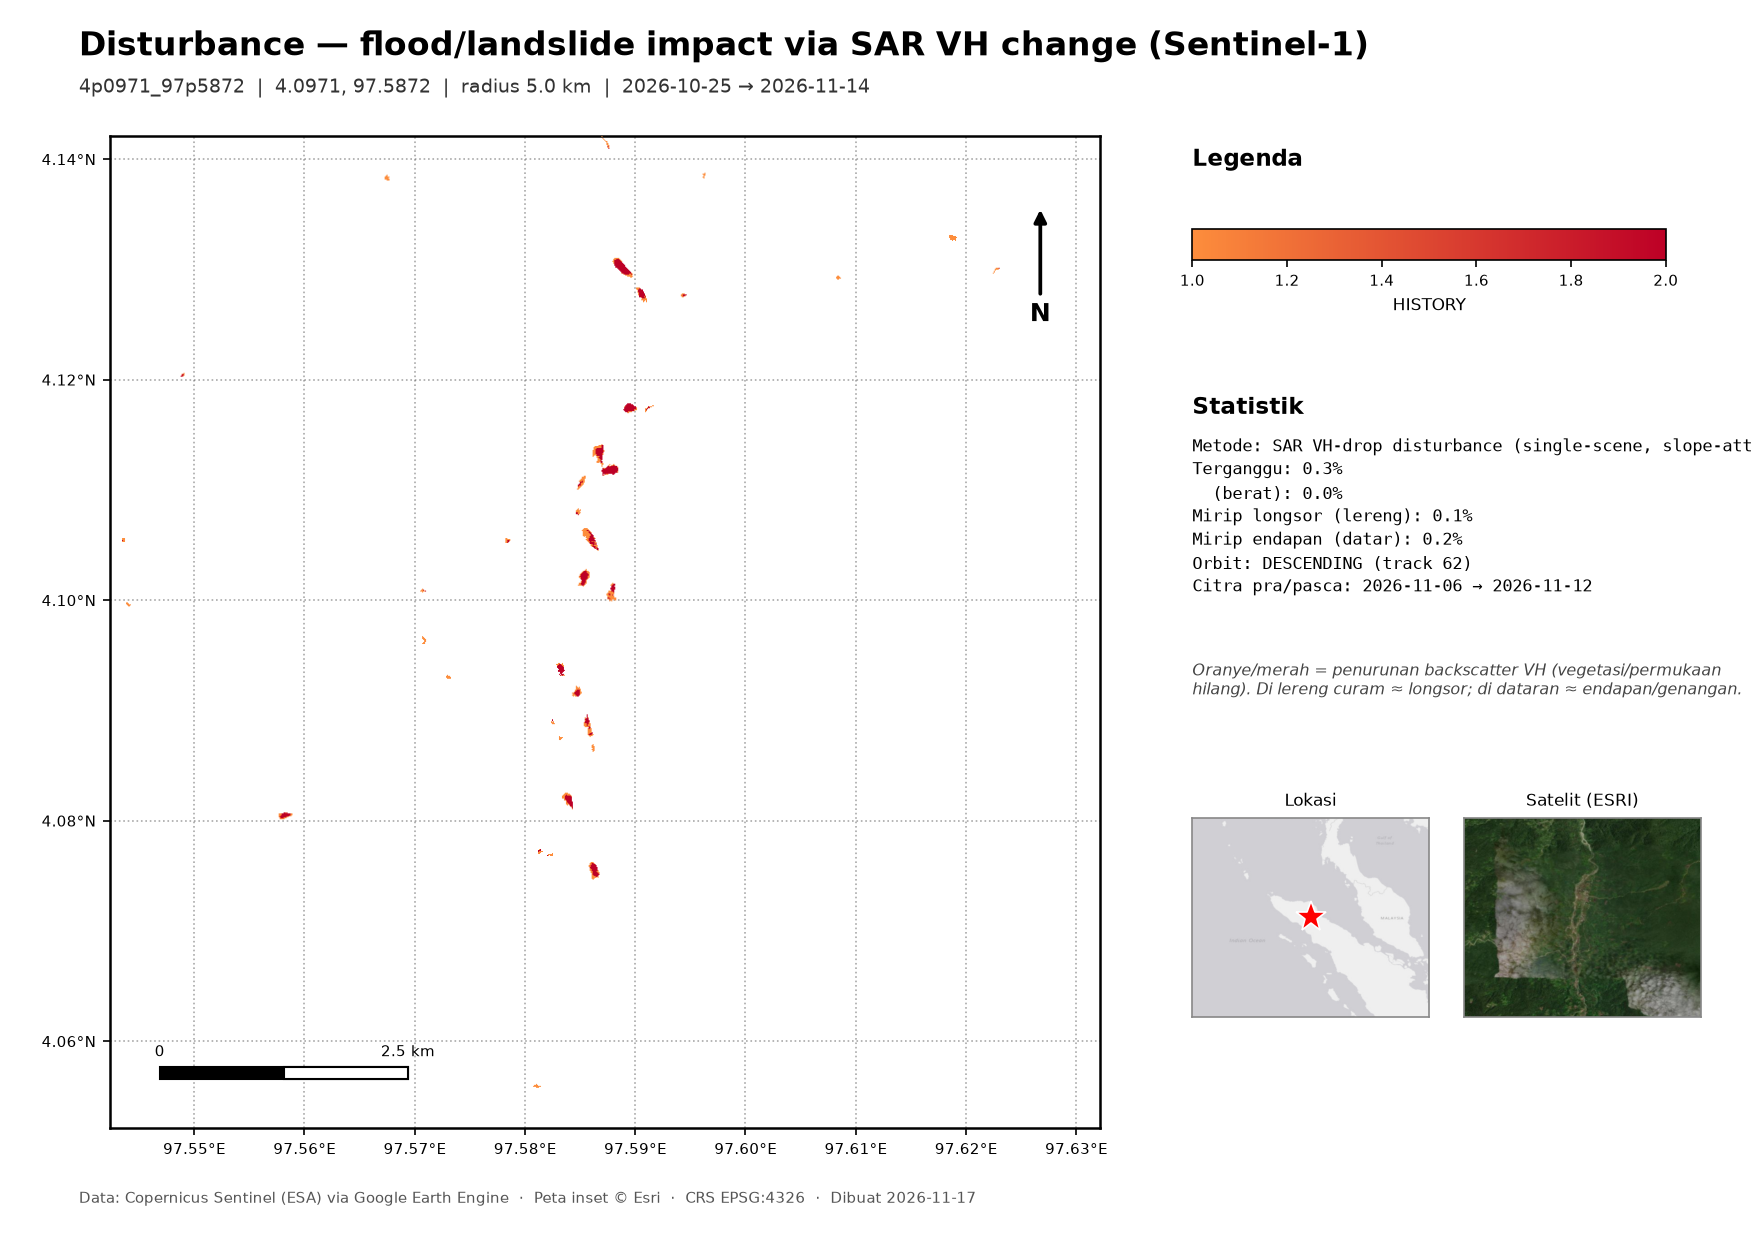 Disturbance — flood/landslide impact via SAR VH change (Sentinel-1)
4p0971_97p5872 | 4.0971, 97.5872 | radius 5.0 km | 2026-10-25 → 2026-11-14
4.14°N
4.12°N
4.10°N
4.08°N
4.06°N
N
0 2.5 km
97.55°E 97.56°E 97.57°E 97.58°E 97.59°E 97.60°E 97.61°E 97.62°E 97.63°E
Legenda
1.0 1.2 1.4 1.6 1.8 2.0
HISTORY
Statistik
Metode: SAR VH-drop disturbance (single-scene, slope-att
Terganggu: 0.3%
(berat): 0.0%
Mirip longsor (lereng): 0.1%
Mirip endapan (datar): 0.2%
Orbit: DESCENDING (track 62)
Citra pra/pasca: 2026-11-06 → 2026-11-12
Oranye/merah = penurunan backscatter VH (vegetasi/permukaan
hilang). Di lereng curam ≈ longsor; di dataran ≈ endapan/genangan.
Lokasi
Satelit (ESRI)
Data: Copernicus Sentinel (ESA) via Google Earth Engine · Peta inset © Esri · CRS EPSG:4326 · Dibuat 2026-11-17